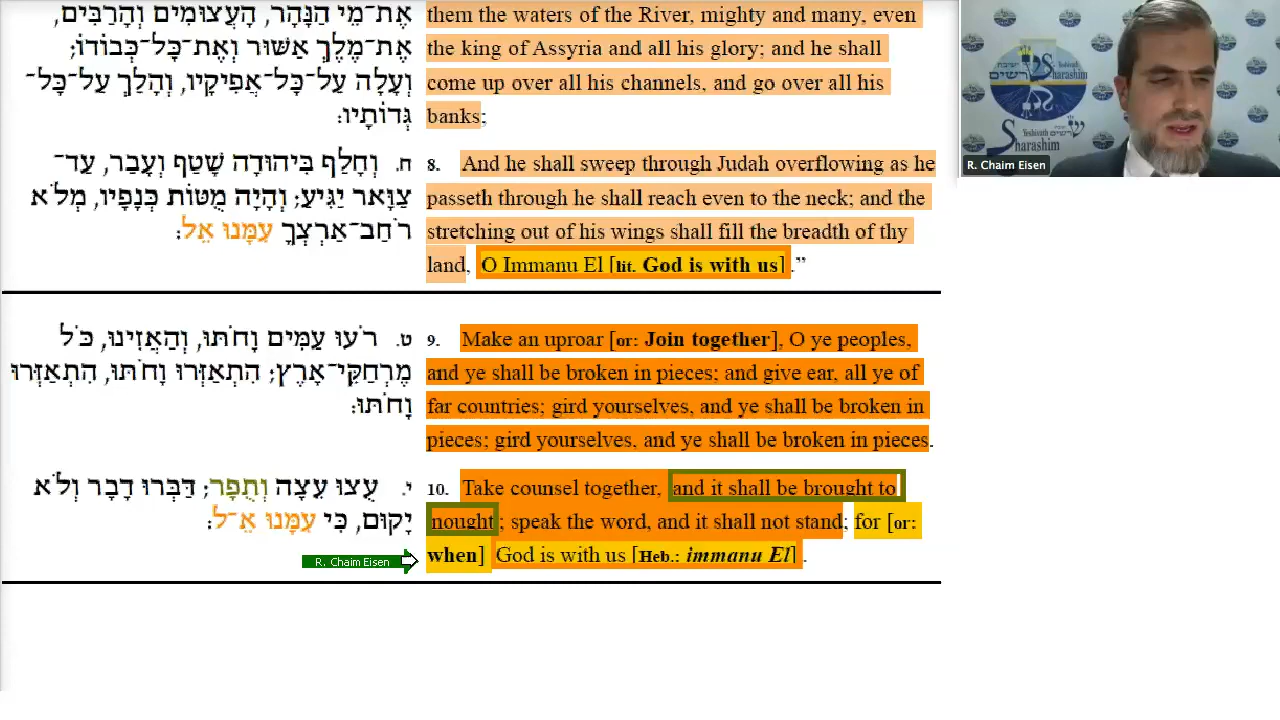 אֶת־מֵי הַנָּהָר, הָעֲצוּמִים וְהָרַבִּים,
אֶת־מֶלֶךְ אַשּׁוּר וְאֶת־כָּל־כְּבוֹדוֹ;
וְעָלָה עַל־כָּל־אֲפִיקָיו, וְהָלַךְ עַל־כָּל־
גְּדוֹתָיו:
them the waters of the River, mighty and many, even
the king of Assyria and all his glory; and he shall
come up over all his channels, and go over all his
banks;
ח. וְחָלַף בִּיהוּדָה שָׁטַף וְעָבַר, עַד־
צַוָּאר יַגִּיעַ; וְהָיָה מֻטּוֹת כְּנָפָיו, מְלֹא
רֹחַב־אַרְצְךָ עִמָּנוּ אֵל:
8. And he shall sweep through Judah overflowing as he
passeth through he shall reach even to the neck; and the
stretching out of his wings shall fill the breadth of thy
land, O Immanu El [lit. God is with us].”
ט. רֹעוּ עַמִּים וָחֹתּוּ, וְהַאֲזִינוּ, כֹּל
מֶרְחַקֵּי־אָרֶץ; הִתְאַזְּרוּ וָחֹתּוּ, הִתְאַזְּרוּ
וָחֹתּוּ:
9. Make an uproar [or: Join together], O ye peoples,
and ye shall be broken in pieces; and give ear, all ye of
far countries; gird yourselves, and ye shall be broken in
pieces; gird yourselves, and ye shall be broken in pieces.
י. עֻצוּ עֵצָה וְתֻפָר; דַּבְּרוּ דָבָר וְלֹא
יָקוּם, כִּי עִמָּנוּ אֵ־ל:
10. Take counsel together, and it shall be brought to
nought; speak the word, and it shall not stand; for [or:
when] God is with us [Heb.: immanu El].
R. Chaim Eisen
ישיבת
שרשים
Sharashim
Yeshivath
Sharashim
R. Chaim Eisen